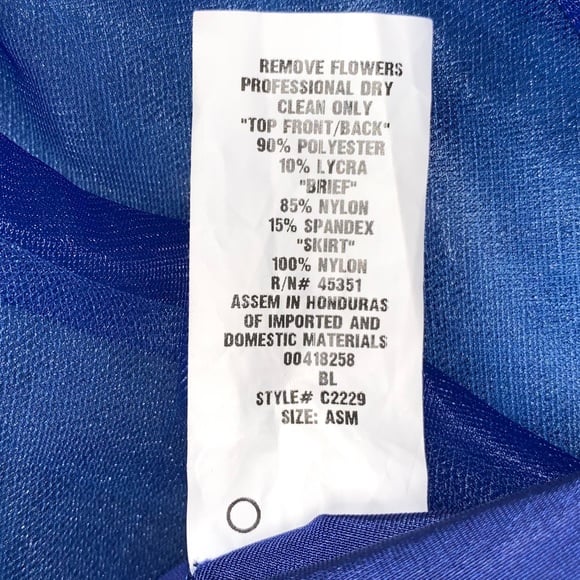 REMOVE FLOWERS
PROFESSIONAL DRY
CLEAN ONLY
"TOP FRONT/BACK"
90% POLYESTER
10% LYCRA
"BRIEF"
85% NYLON
15% SPANDEX
"SKIRT"
100% NYLON
R/N# 45351
ASSEM IN HONDURAS
OF IMPORTED AND
DOMESTIC MATERIALS
00418258
BL
STYLE# C2229
SIZE: ASM